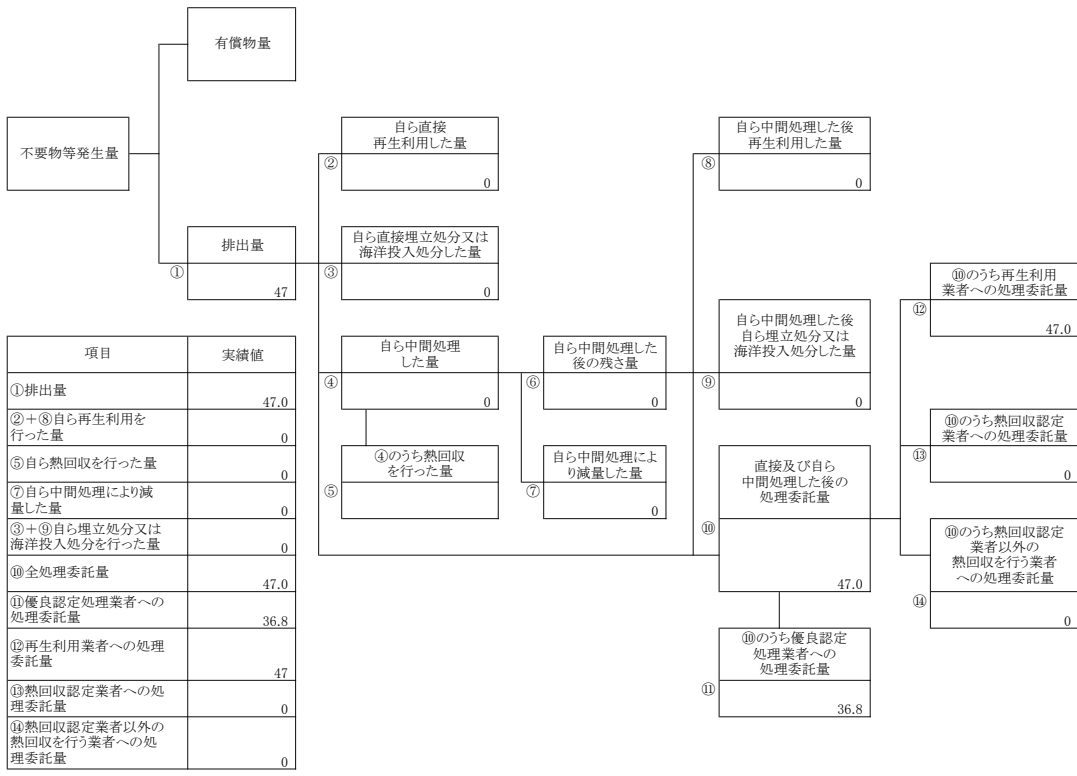 有償物量
不要物等発生量
自ら直接
再生利用した量
②
0
自ら中間処理した後
再生利用した量
⑧
0
排出量
①
47
自ら直接埋立処分又は
海洋投入処分した量
③
0
⑩のうち再生利用
業者への処理委託量
⑫
47.0
自ら中間処理
した量
④
0
自ら中間処理した
後の残さ量
⑥
0
自ら中間処理した後
自ら埋立処分又は
海洋投入処分した量
⑨
0
④のうち熱回収
を行った量
⑤
自ら中間処理によ
り減量した量
⑦
0
直接及び自ら
中間処理した後の
処理委託量
⑩
47.0
⑩のうち熱回収認定
業者への処理委託量
⑬
0
⑩のうち熱回収認定
業者以外の
熱回収を行う業者
への処理委託量
⑭
0
⑩のうち優良認定
処理業者への
処理委託量
⑪
36.8
項目 実績値
①排出量
47.0
②+⑧自ら再生利用を
行った量
0
⑤自ら熱回収を行った量
0
⑦自ら中間処理により減
量した量
0
③+⑨自ら埋立処分又は
海洋投入処分を行った量
0
⑩全処理委託量
47.0
⑪優良認定処理業者への
処理委託量
36.8
⑫再生利用業者への処理
委託量
47
⑬熱回収認定業者への処
理委託量
0
⑭熱回収認定業者以外の
熱回収を行う業者への処
理委託量
0